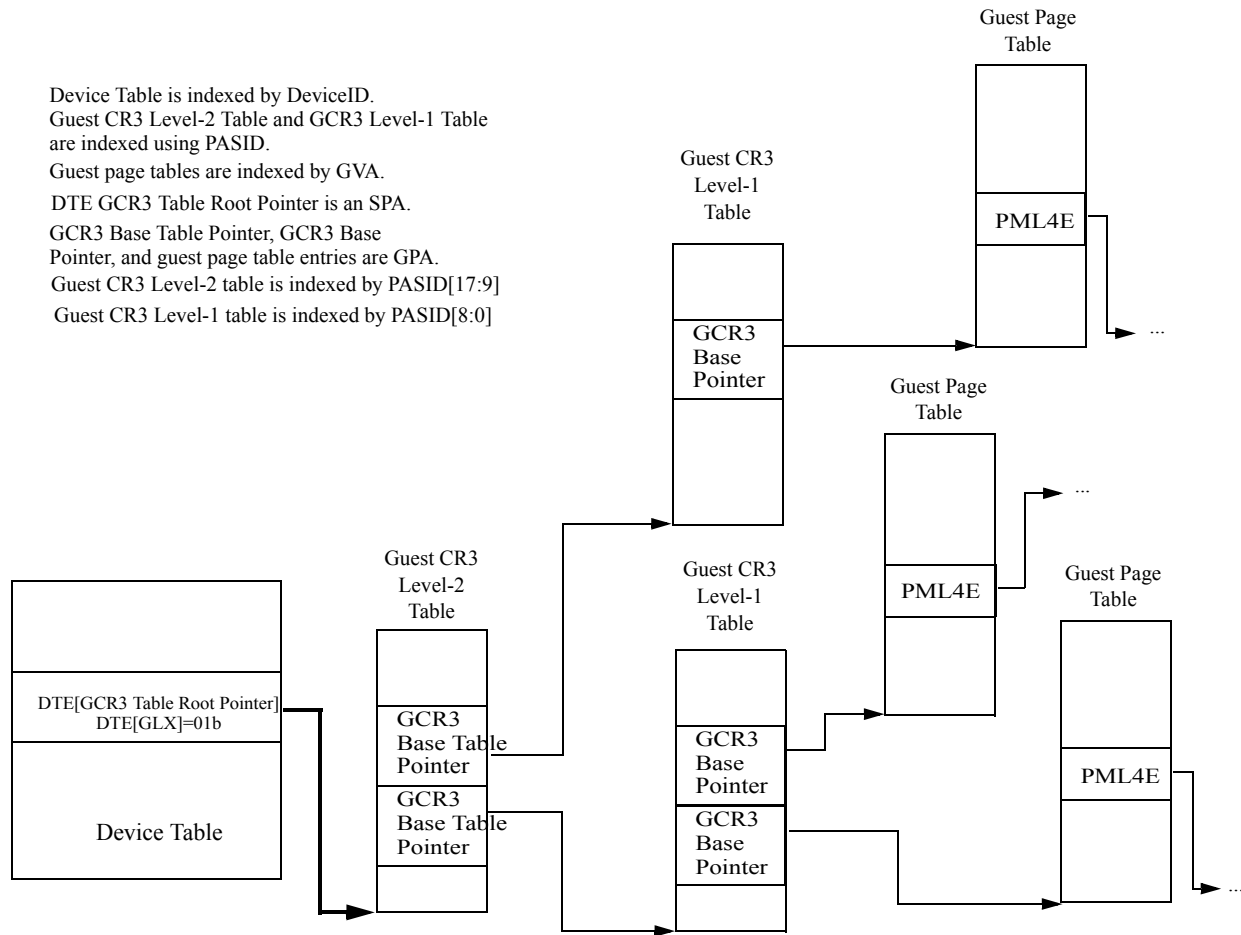 Guest Page
Table
Device Table is indexed by DeviceID.
Guest CR3 Level-2 Table and GCR3 Level-1 Table
are indexed using PASID.
Guest page tables are indexed by GVA.
DTE GCR3 Table Root Pointer is an SPA.
GCR3 Base Table Pointer, GCR3 Base
Pointer, and guest page table entries are GPA.
Guest CR3 Level-2 table is indexed by PASID[17:9]
Guest CR3 Level-1 table is indexed by PASID[8:0]
Guest CR3
Level-1
Table
PML4E
...
GCR3
Base
Pointer
Guest Page
Table
...
Guest CR3
Level-2
Table
Guest CR3
Level-1
Table
PML4E
Guest Page
Table
DTE[GCR3 Table Root Pointer]
DTE[GLX]=01b
GCR3
Base Table
Pointer
GCR3
Base
Pointer
PML4E
GCR3
Base Table
Pointer
GCR3
Base
Pointer
Device Table
...